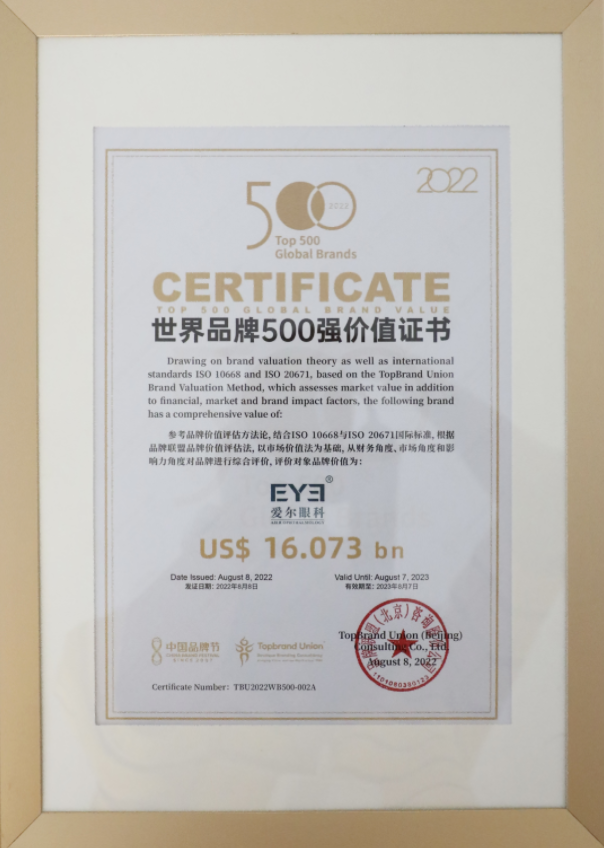 2022
500
2022
Top 500
Global Brands
CERTIFICATE
TOP 500 GLOBAL BRAND VALUE
世界品牌500强价值证书
Drawing on brand valuation theory as well as international
standards ISO 10668 and ISO 20671, based on the TopBrand Union
Brand Valuation Method, which assesses market value in addition
to financial, market and brand impact factors, the following brand
has a comprehensive value of:
参考品牌价值评估方法论, 结合ISO 10668与ISO 20671国际标准, 根据
品牌联盟品牌价值评估法, 以市场价值法为基础, 从财务角度、市场角度和影
响力角度对品牌进行综合评价, 评价对象品牌价值为:
EYE®
爱尔眼科
US$ 16.073 bn
Date Issued: August 8, 2022
Valid Until: August 7, 2023
发证日期: 2022年8月8日
有效期至: 2023年8月7日
中国品牌节
Topbrand Union
TopBrand Union (Beijing)
Consulting Co., Ltd.
August 8, 2022
Certificate Number: TBU2022WB500-002A